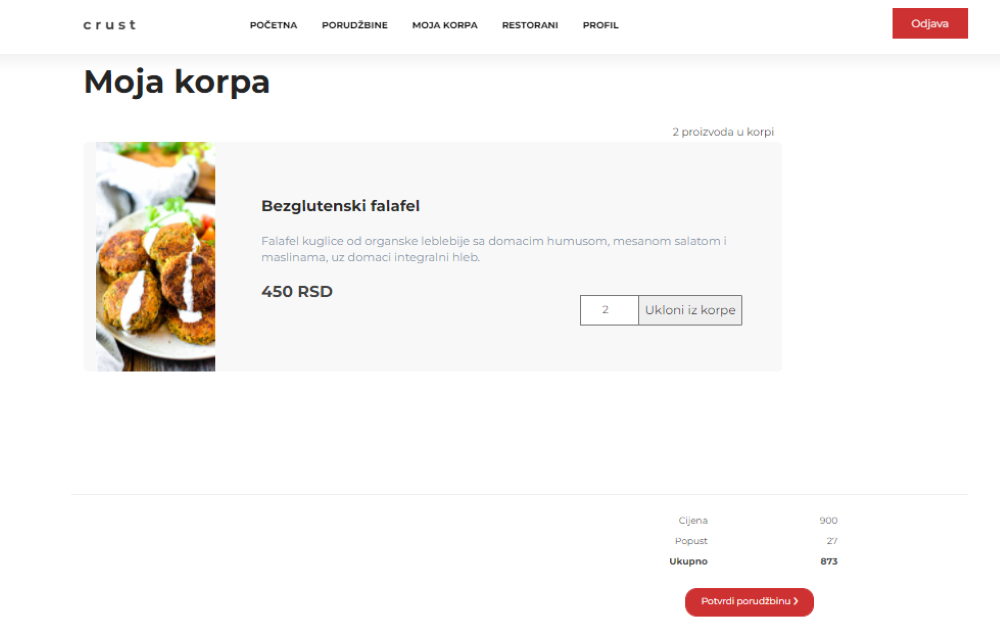 crust
POČETNA PORUDŽBINE MOJA KORPA RESTORANI PROFIL
Odjava
Moja korpa
2 proizvoda u korpi
Bezglutenski falafel
Falafel kuglice od organske leblebije sa domacim humusom, mesanom salatom i
maslinama, uz domaci integralni hleb.
450 RSD
2 Ukloni iz korpe
Cijena 900
Popust 27
Ukupno 873
Potvrdi porudžbinu ❯